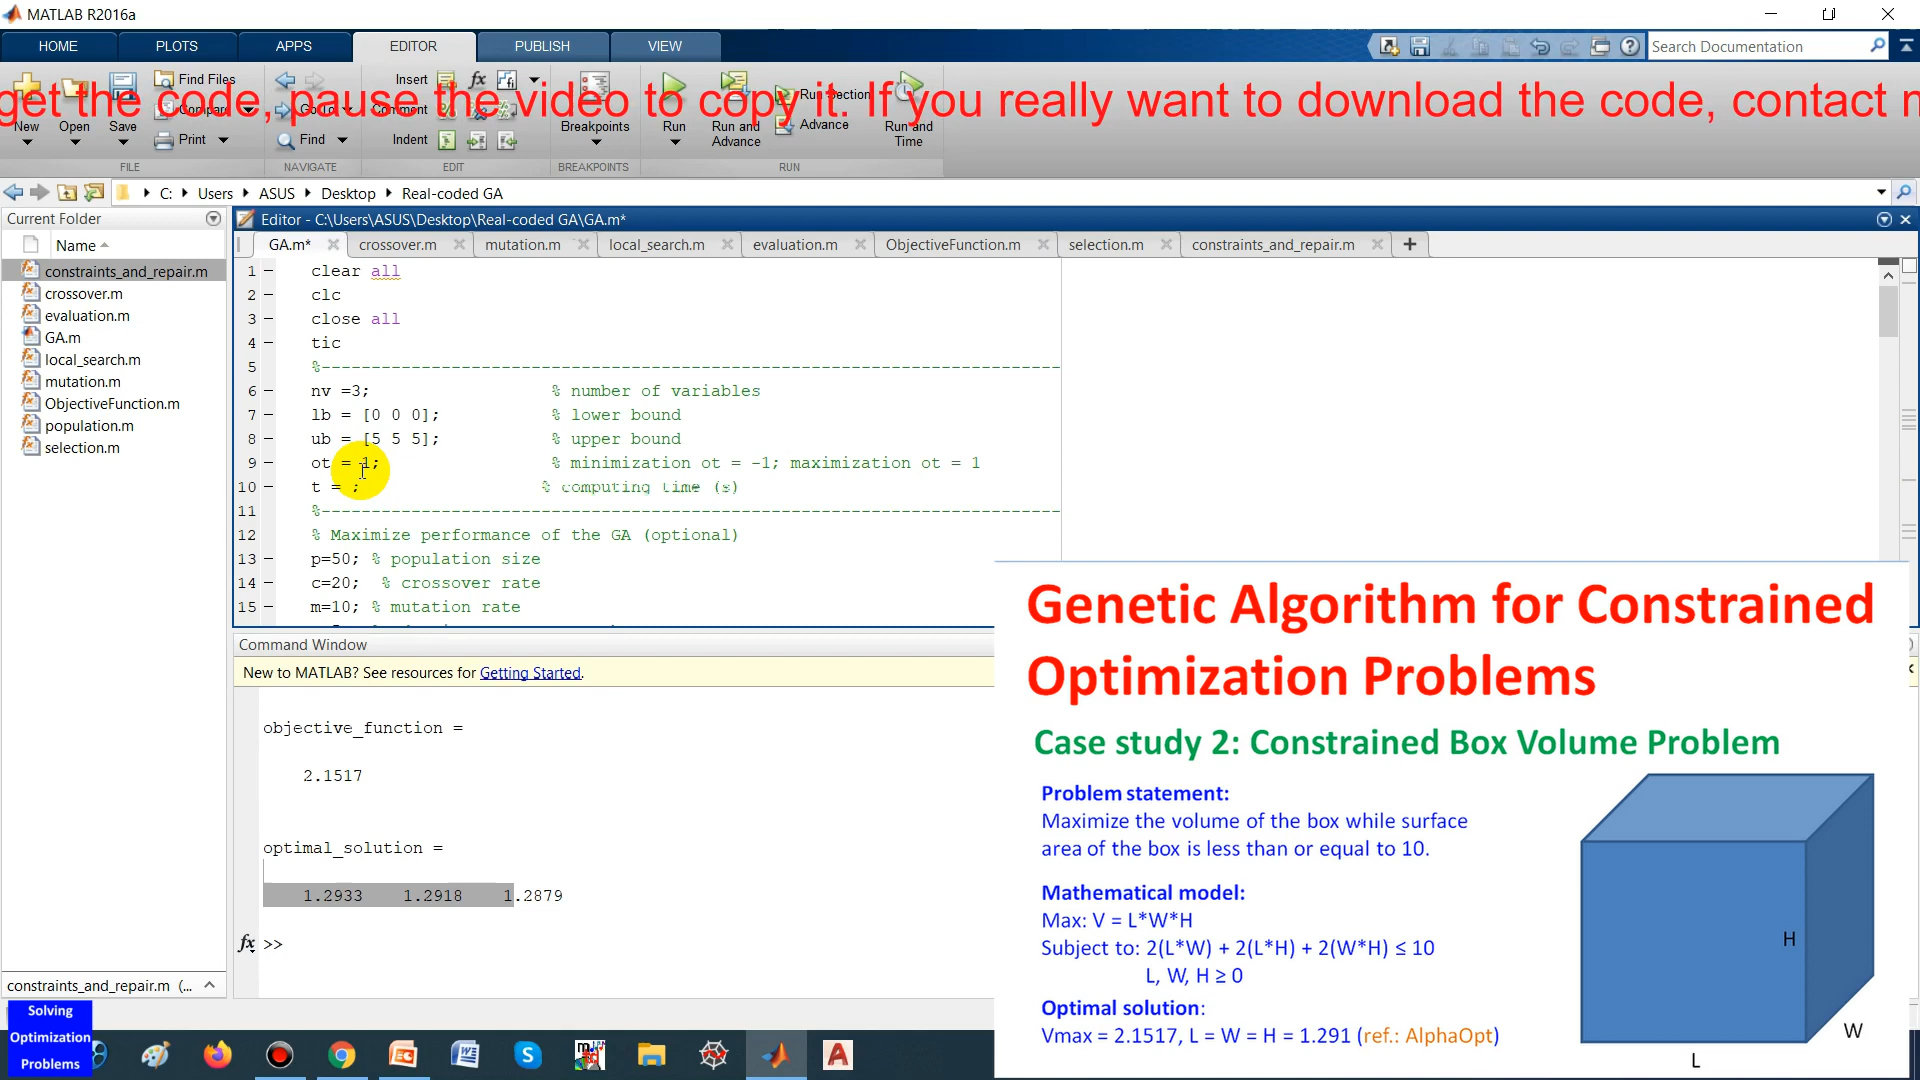 MATLAB R2016a
HOME PLOTS APPS EDITOR PUBLISH VIEW
Search Documentation
get the code, pause the video to copy it. If you really want to download the code, contact m
New Open Save
Find Files
Compare
Print
Go To
Find
Insert
Comment
Indent
Breakpoints
Run
Run and
Advance
Run Section
Advance
Run and
Time
FILE NAVIGATE EDIT BREAKPOINTS RUN
C: Users ASUS Desktop Real-coded GA
Current Folder
Name
constraints_and_repair.m
crossover.m
evaluation.m
GA.m
local_search.m
mutation.m
ObjectiveFunction.m
population.m
selection.m
constraints_and_repair.m (...
Editor - C:\Users\ASUS\Desktop\Real-coded GA\GA.m*
GA.m* crossover.m mutation.m local_search.m evaluation.m ObjectiveFunction.m selection.m constraints_and_repair.m
1 – clear all
2 – clc
3 – close all
4 – tic
5 %---------------------------------------------------------------------------
6 – nv =3; % number of variables
7 – lb = [0 0 0]; % lower bound
8 – ub = [5 5 5]; % upper bound
9 – ot = 1; % minimization ot = -1; maximization ot = 1
10 – t = ; % computing time (s)
11 %---------------------------------------------------------------------------
12 % Maximize performance of the GA (optional)
13 – p=50; % population size
14 – c=20; % crossover rate
15 – m=10; % mutation rate
Command Window
New to MATLAB? See resources for Getting Started.
objective_function =
2.1517
optimal_solution =
1.2933 1.2918 1.2879
fx >>
Genetic Algorithm for Constrained
Optimization Problems
Case study 2: Constrained Box Volume Problem
Problem statement:
Maximize the volume of the box while surface
area of the box is less than or equal to 10.
Mathematical model:
Max: V = L*W*H
Subject to: 2(L*W) + 2(L*H) + 2(W*H) ≤ 10
L, W, H ≥ 0
Optimal solution:
Vmax = 2.1517, L = W = H = 1.291 (ref.: AlphaOpt)
H
W
L
Solving
Optimization
Problems